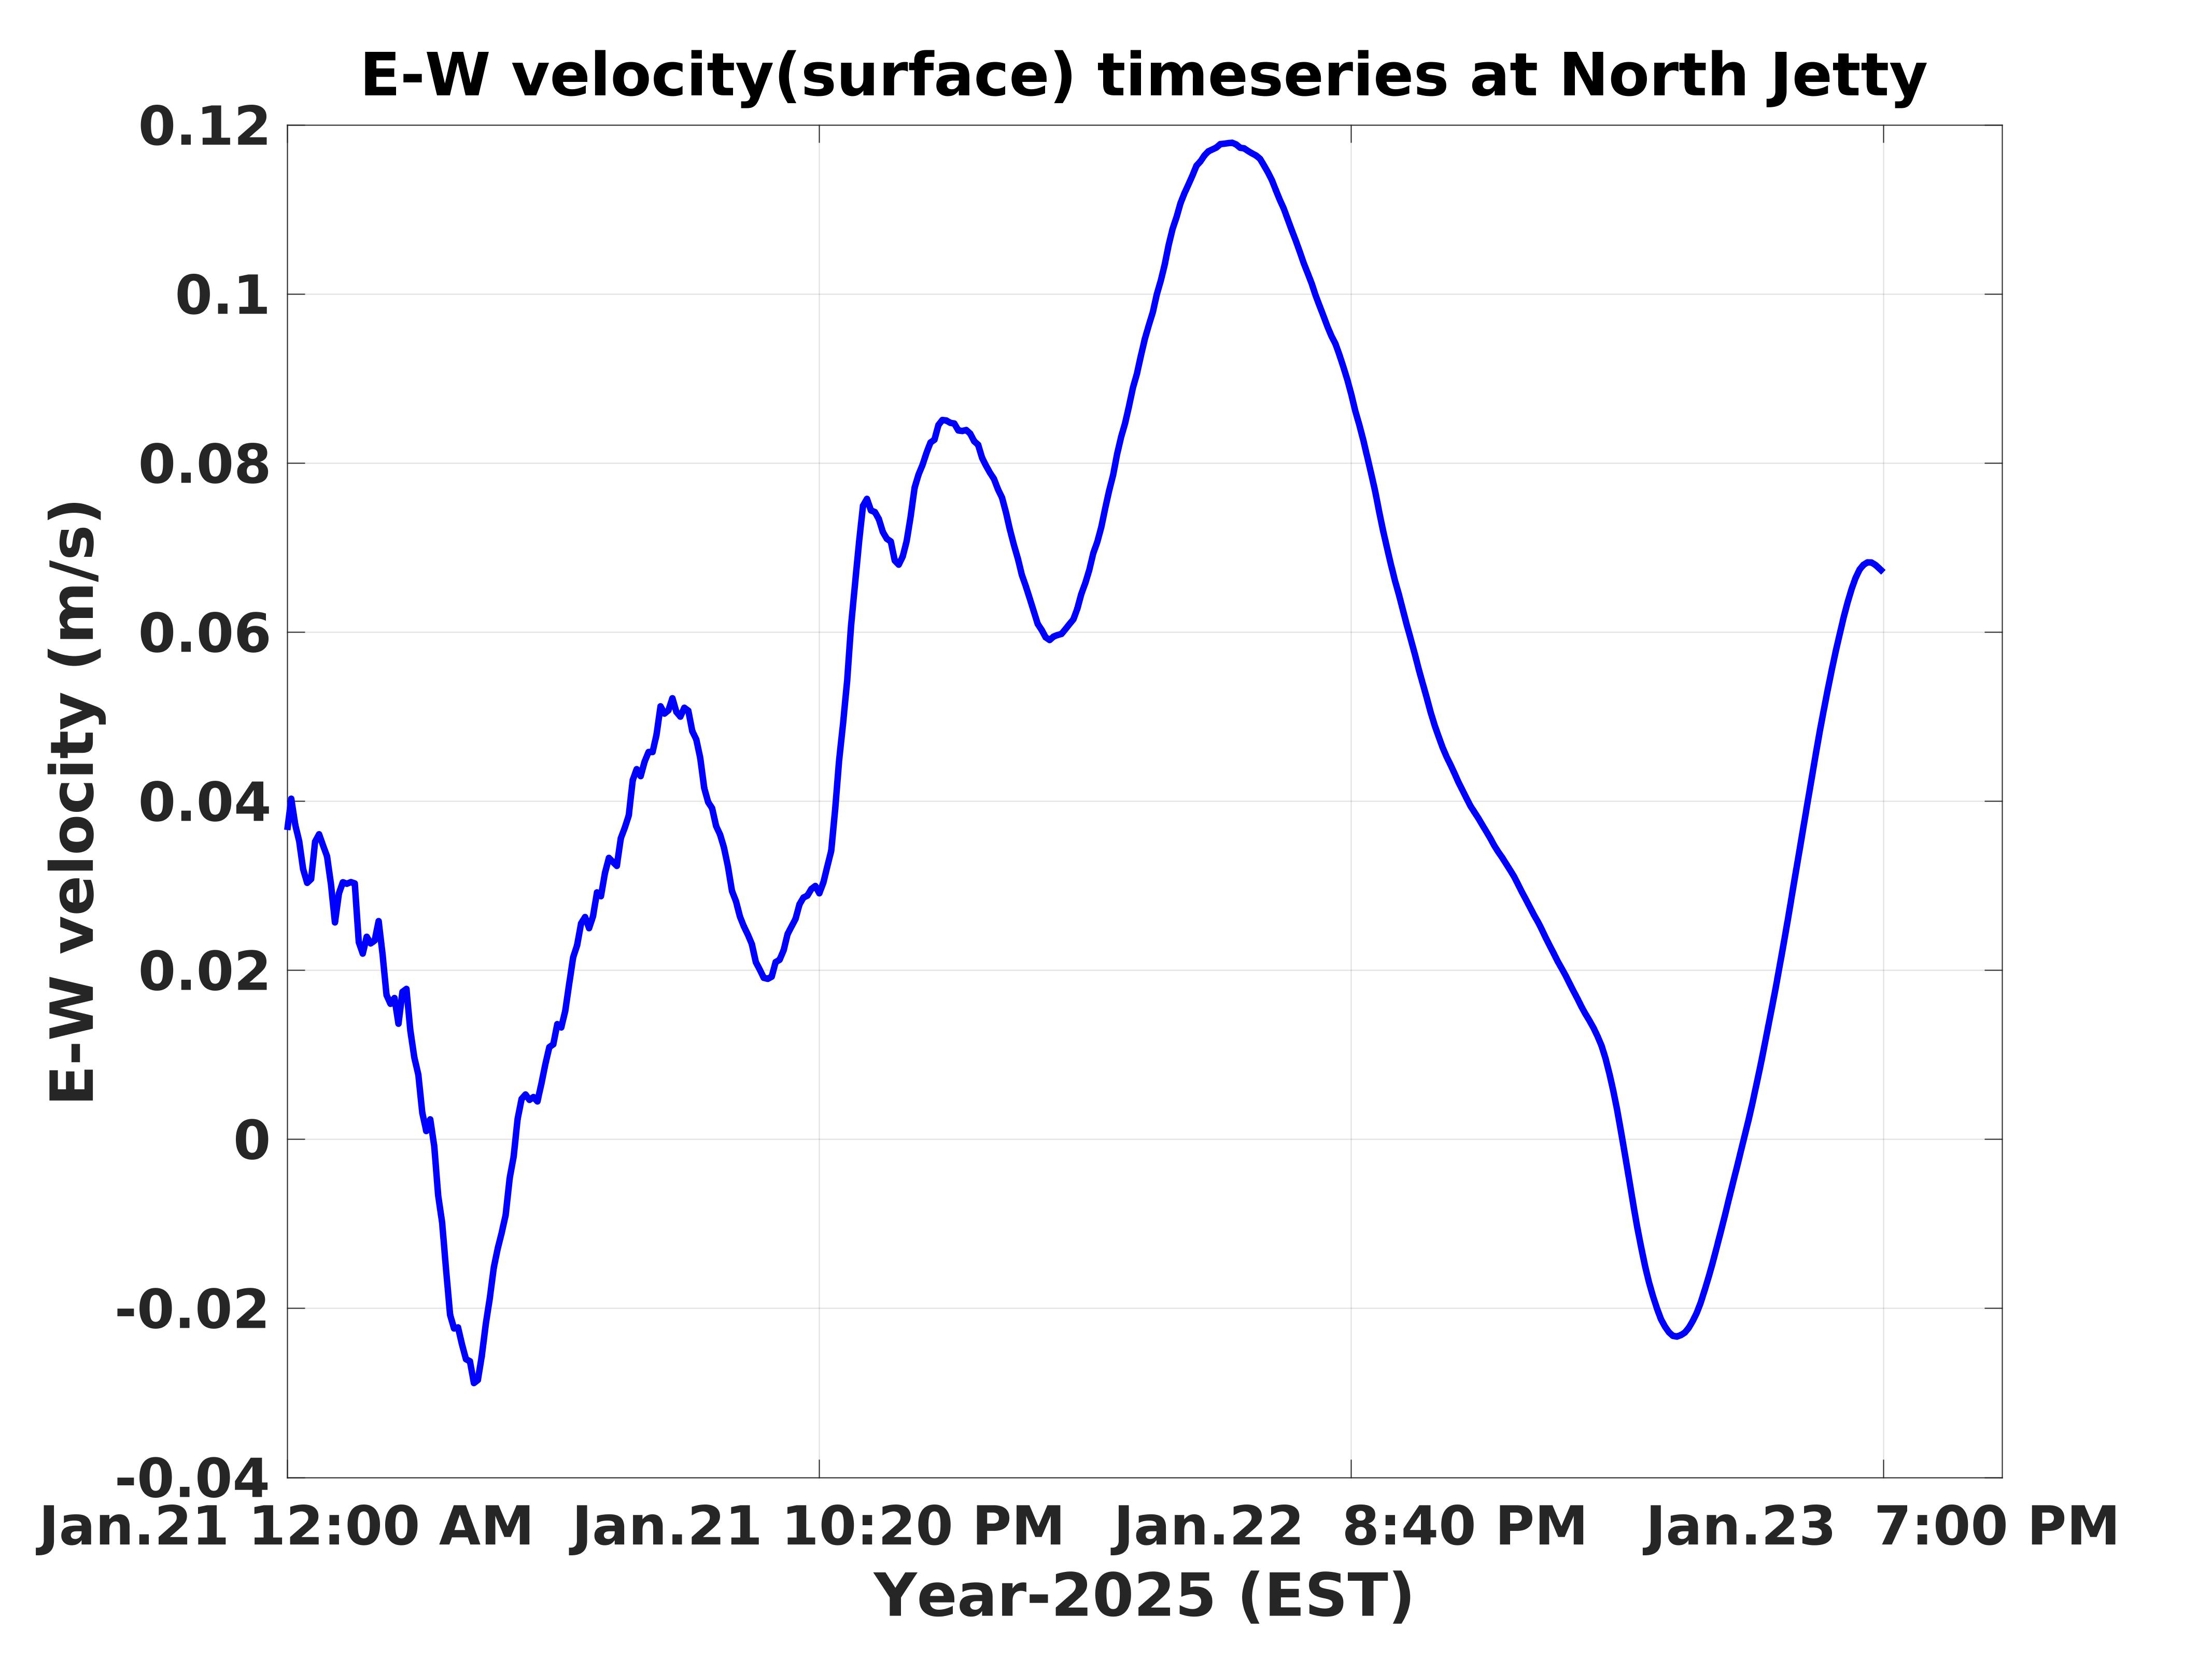 E-W velocity(surface) timeseries at North Jetty
0.12
0.1
0.08
0.06
0.04
0.02
0
-0.02
-0.04
E-W velocity (m/s)
Jan.21 12:00 AM Jan.21 10:20 PM Jan.22 8:40 PM Jan.23 7:00 PM
Year-2025 (EST)